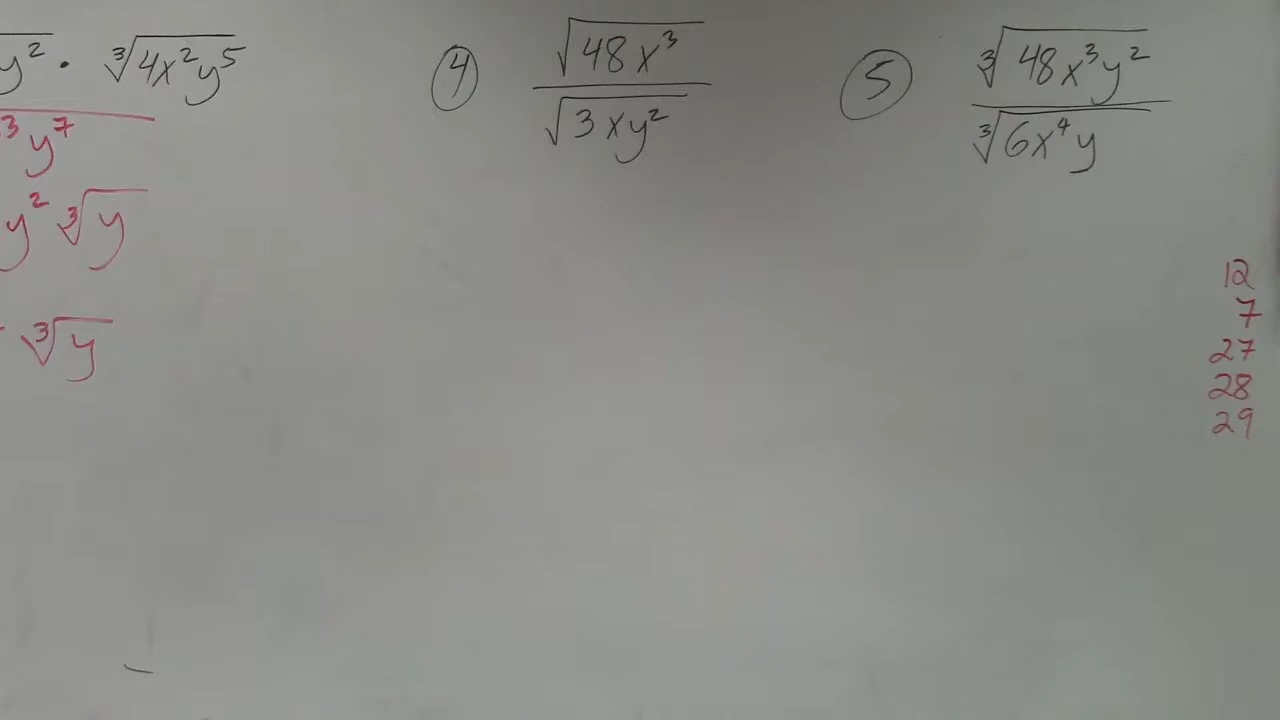 y² · ∛4x²y⁵
³y⁷
y² ∛y
∛y
④ √48x³
√3xy²
⑤ ∛48x³y²
∛6x⁴y
12
7
27
28
29